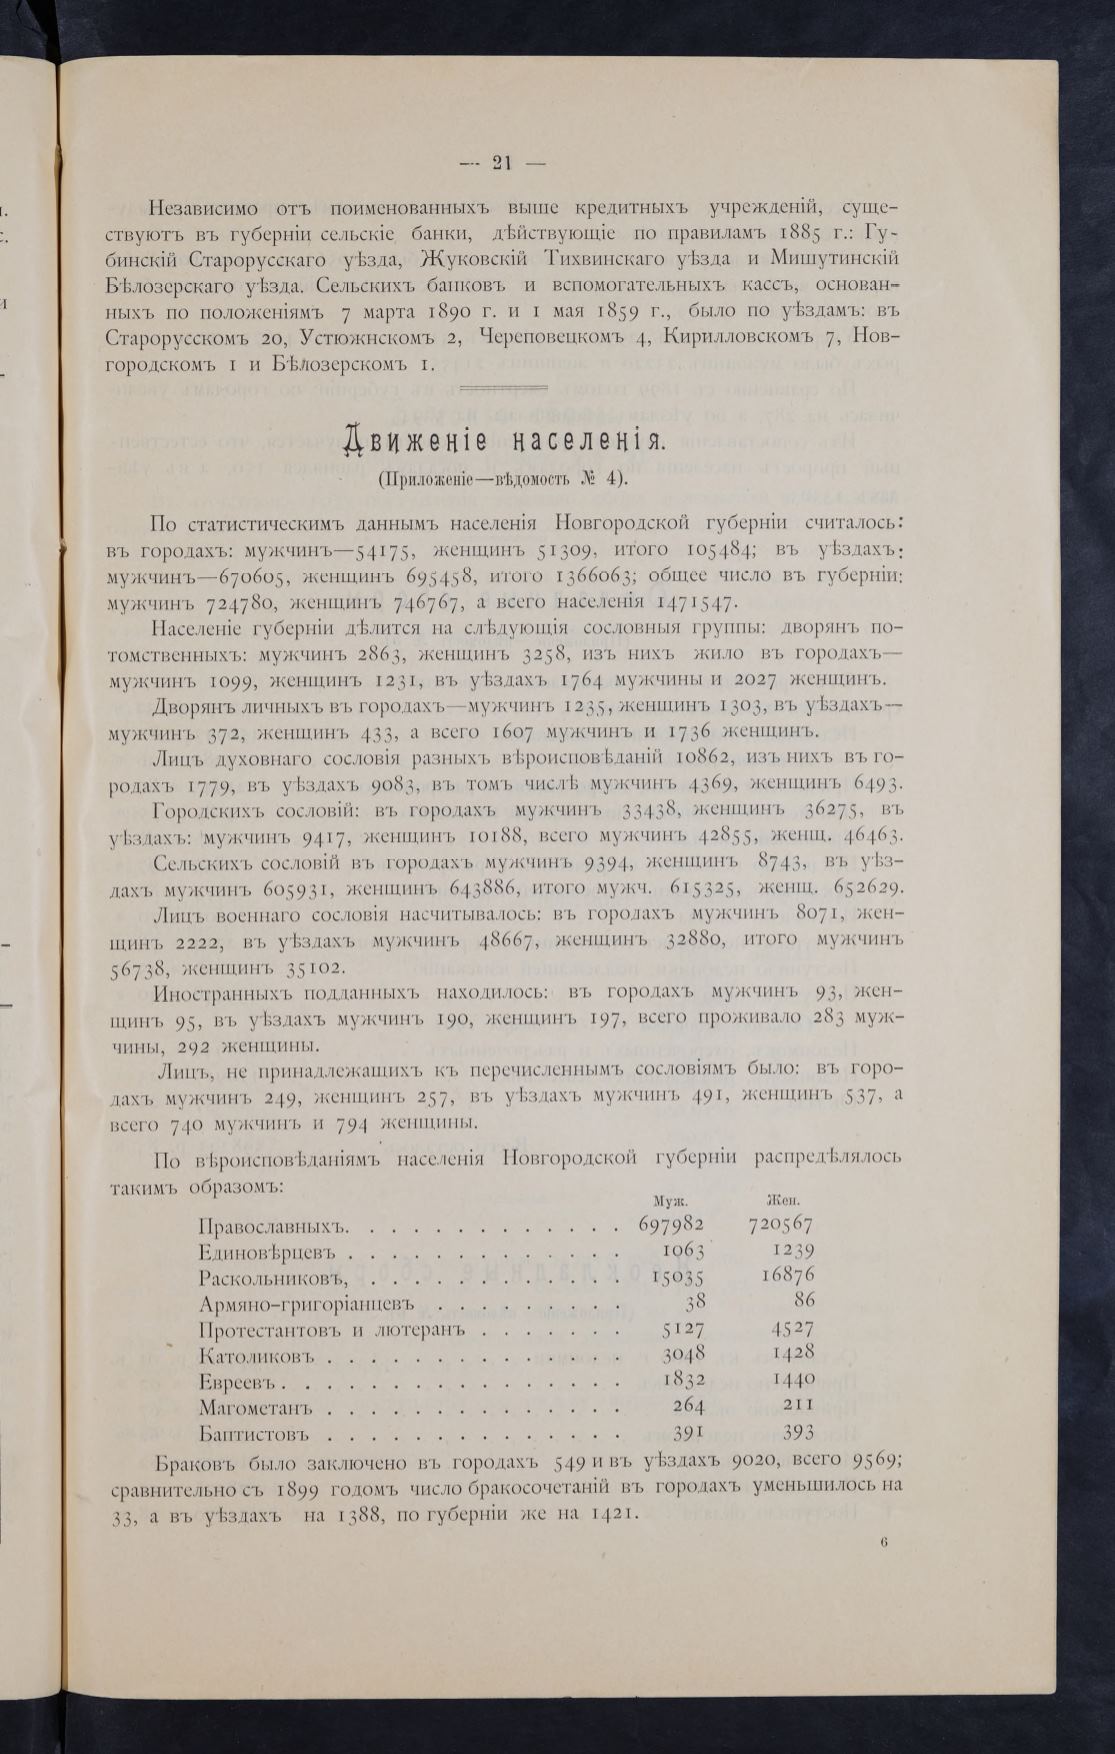 — 21 —
Независимо отъ поименованныхъ выше кредитныхъ учрежденій, суще-
ствуютъ въ губерніи сельскіе банки, дѣйствующіе по правиламъ 1885 г.: Гу-
бинскій Старорусскаго уѣзда, Жуковскій Тихвинскаго уѣзда и Мишутинскій
Бѣлозерскаго уѣзда. Сельскихъ банковъ и вспомогательныхъ кассъ, основан-
ныхъ по положеніямъ 7 марта 1890 г. и 1 мая 1859 г., было по уѣздамъ: въ
Старорусскомъ 20, Устюжнскомъ 2, Череповецкомъ 4, Кирилловскомъ 7, Нов-
городскомъ 1 и Бѣлозерскомъ 1.
Движеніе населенія.
(Приложеніе—вѣдомость № 4).
По статистическимъ даннымъ населенія Новгородской губерніи считалось:
въ городахъ: мужчинъ—54175, женщинъ 51309, итого 105484; въ уѣздахъ:
мужчинъ—670605, женщинъ 695458, итого 1366063; общее число въ губерніи:
мужчинъ 724780, женщинъ 746767, а всего населенія 1471547.
Населеніе губерніи дѣлится на слѣдующія сословныя группы: дворянъ по-
томственныхъ: мужчинъ 2863, женщинъ 3258, изъ нихъ жило въ городахъ—
мужчинъ 1099, женщинъ 1231, въ уѣздахъ 1764 мужчины и 2027 женщинъ.
Дворянъ личныхъ въ городахъ—мужчинъ 1235, женщинъ 1303, въ уѣздахъ—
мужчинъ 372, женщинъ 433, а всего 1607 мужчинъ и 1736 женщинъ.
Лицъ духовнаго сословія разныхъ вѣроисповѣданій 10862, изъ нихъ въ го-
родахъ 1779, въ уѣздахъ 9083, въ томъ числѣ мужчинъ 4369, женщинъ 6493.
Городскихъ сословій: въ городахъ мужчинъ 33438, женщинъ 36275, въ
уѣздахъ: мужчинъ 9417, женщинъ 10188, всего мужчинъ 42855, женщ. 46463.
Сельскихъ сословій въ городахъ мужчинъ 9394, женщинъ 8743, въ уѣз-
дахъ мужчинъ 605931, женщинъ 643886, итого мужч. 615325, женщ. 652629.
Лицъ военнаго сословія насчитывалось: въ городахъ мужчинъ 8071, жен-
щинъ 2222, въ уѣздахъ мужчинъ 48667, женщинъ 32880, итого мужчинъ
56738, женщинъ 35102.
Иностранныхъ подданныхъ находилось: въ городахъ мужчинъ 93, жен-
щинъ 95, въ уѣздахъ мужчинъ 190, женщинъ 197, всего проживало 283 муж-
чины, 292 женщины.
Лицъ, не принадлежащихъ къ перечисленнымъ сословіямъ было: въ горо-
дахъ мужчинъ 249, женщинъ 257, въ уѣздахъ мужчинъ 491, женщинъ 537, а
всего 740 мужчинъ и 794 женщины.
По вѣроисповѣданіямъ населенія Новгородской губерніи распредѣлялось
такимъ образомъ:
Муж. Жен.
Православныхъ. . . . . . . . . . . . . 697982 720567
Единовѣрцевъ . . . . . . . . . . . . . 1063 1239
Раскольниковъ, . . . . . . . . . . . . 15035 16876
Армяно-григоріанцевъ . . . . . . . . . 38 86
Протестантовъ и лютеранъ . . . . . . . 5127 4527
Католиковъ . . . . . . . . . . . . . . 3048 1428
Евреевъ . . . . . . . . . . . . . . . . 1832 1440
Магометанъ . . . . . . . . . . . . . . 264 211
Баптистовъ . . . . . . . . . . . . . . 391 393
Браковъ было заключено въ городахъ 549 и въ уѣздахъ 9020, всего 9569;
сравнительно съ 1899 годомъ число бракосочетаній въ городахъ уменьшилось на
33, а въ уѣздахъ на 1388, по губерніи же на 1421.
6